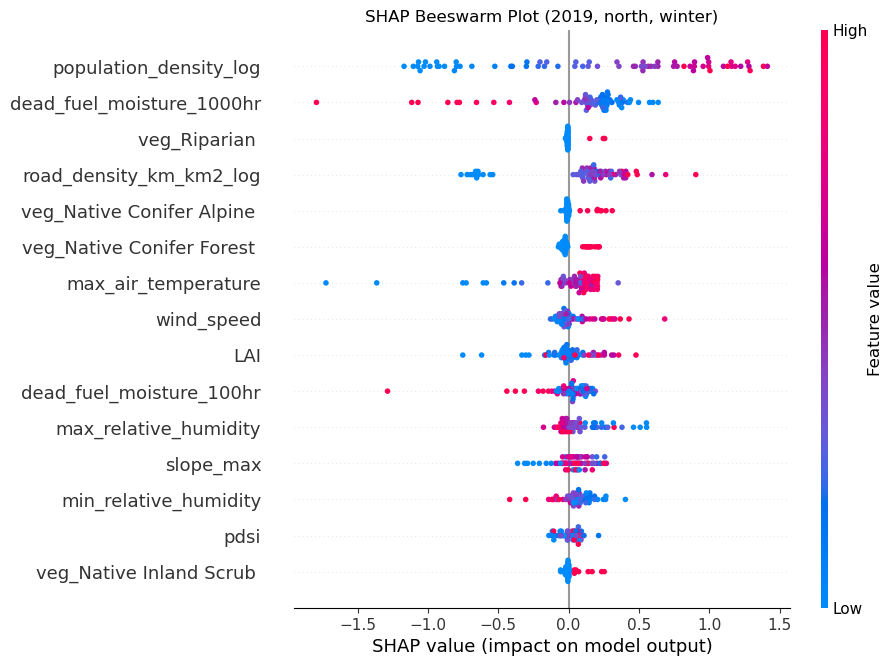 SHAP Beeswarm Plot (2019, north, winter)
High
population_density_log
dead_fuel_moisture_1000hr
veg_Riparian
road_density_km_km2_log
veg_Native Conifer Alpine
veg_Native Conifer Forest
max_air_temperature
wind_speed
LAI
dead_fuel_moisture_100hr
max_relative_humidity
slope_max
min_relative_humidity
pdsi
veg_Native Inland Scrub
Feature value
Low
−1.5 −1.0 −0.5 0.0 0.5 1.0 1.5
SHAP value (impact on model output)